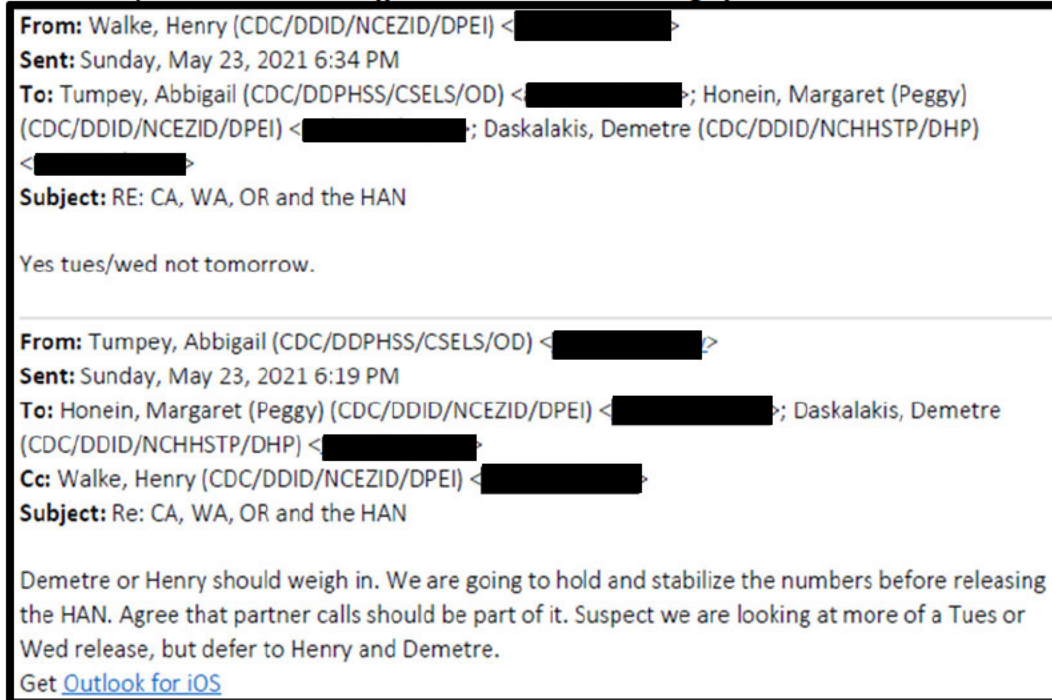 From: Walke, Henry (CDC/DDID/NCEZID/DPEI) < >
Sent: Sunday, May 23, 2021 6:34 PM
To: Tumpey, Abbigail (CDC/DDPHSS/CSELS/OD) < >; Honein, Margaret (Peggy)
(CDC/DDID/NCEZID/DPEI) < >; Daskalakis, Demetre (CDC/DDID/NCHHSTP/DHP)
< >
Subject: RE: CA, WA, OR and the HAN
Yes tues/wed not tomorrow.
From: Tumpey, Abbigail (CDC/DDPHSS/CSELS/OD) < >
Sent: Sunday, May 23, 2021 6:19 PM
To: Honein, Margaret (Peggy) (CDC/DDID/NCEZID/DPEI) < >; Daskalakis, Demetre
(CDC/DDID/NCHHSTP/DHP) < >
Cc: Walke, Henry (CDC/DDID/NCEZID/DPEI) < >
Subject: Re: CA, WA, OR and the HAN
Demetre or Henry should weigh in. We are going to hold and stabilize the numbers before releasing
the HAN. Agree that partner calls should be part of it. Suspect we are looking at more of a Tues or
Wed release, but defer to Henry and Demetre.
Get Outlook for iOS